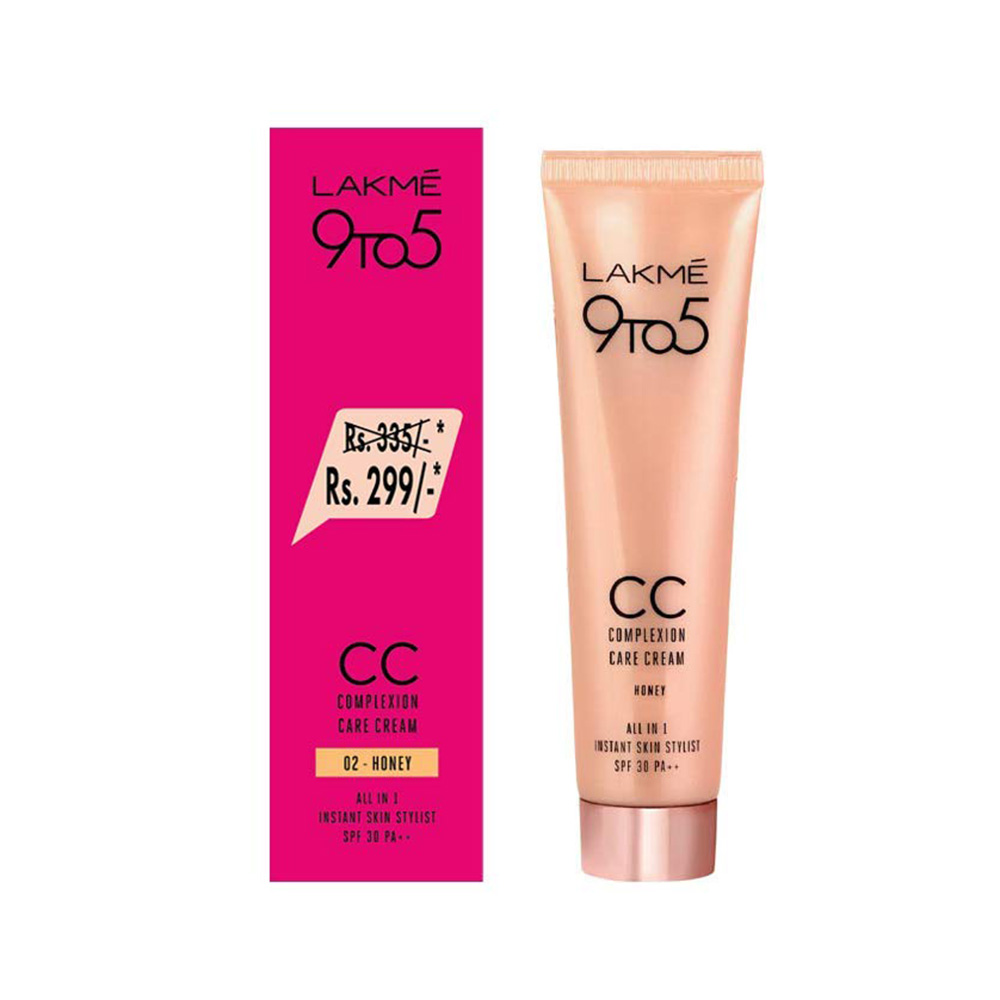 LAKMÉ
9TO5
Rs. 335/-*
Rs. 299/-*
CC
COMPLEXION
CARE CREAM
02 - HONEY
ALL IN 1
INSTANT SKIN STYLIST
SPF 30 PA++
LAKMÉ
9TO5
CC
COMPLEXION
CARE CREAM
HONEY
ALL IN 1
INSTANT SKIN STYLIST
SPF 30 PA++